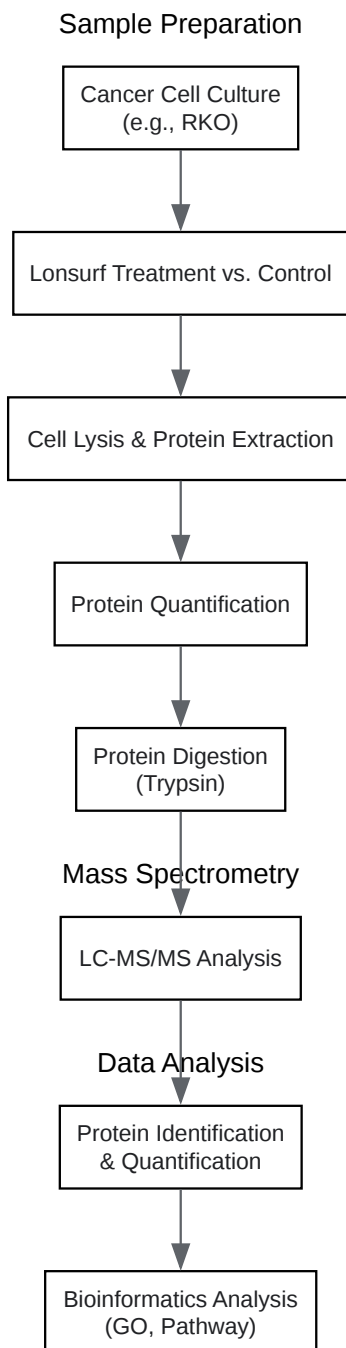 Sample Preparation
Cancer Cell Culture
(e.g., RKO)
Lonsurf Treatment vs. Control
Cell Lysis & Protein Extraction
Protein Quantification
Protein Digestion
(Trypsin)
Mass Spectrometry
LC-MS/MS Analysis
Data Analysis
Protein Identification
& Quantification
Bioinformatics Analysis
(GO, Pathway)